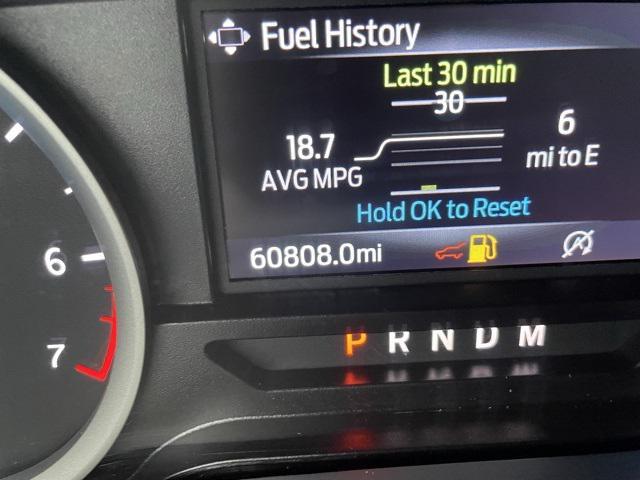 Fuel History
Last 30 min
30
18.7
AVG MPG
6
mi to E
Hold OK to Reset
60808.0mi
6
7
P R N D M